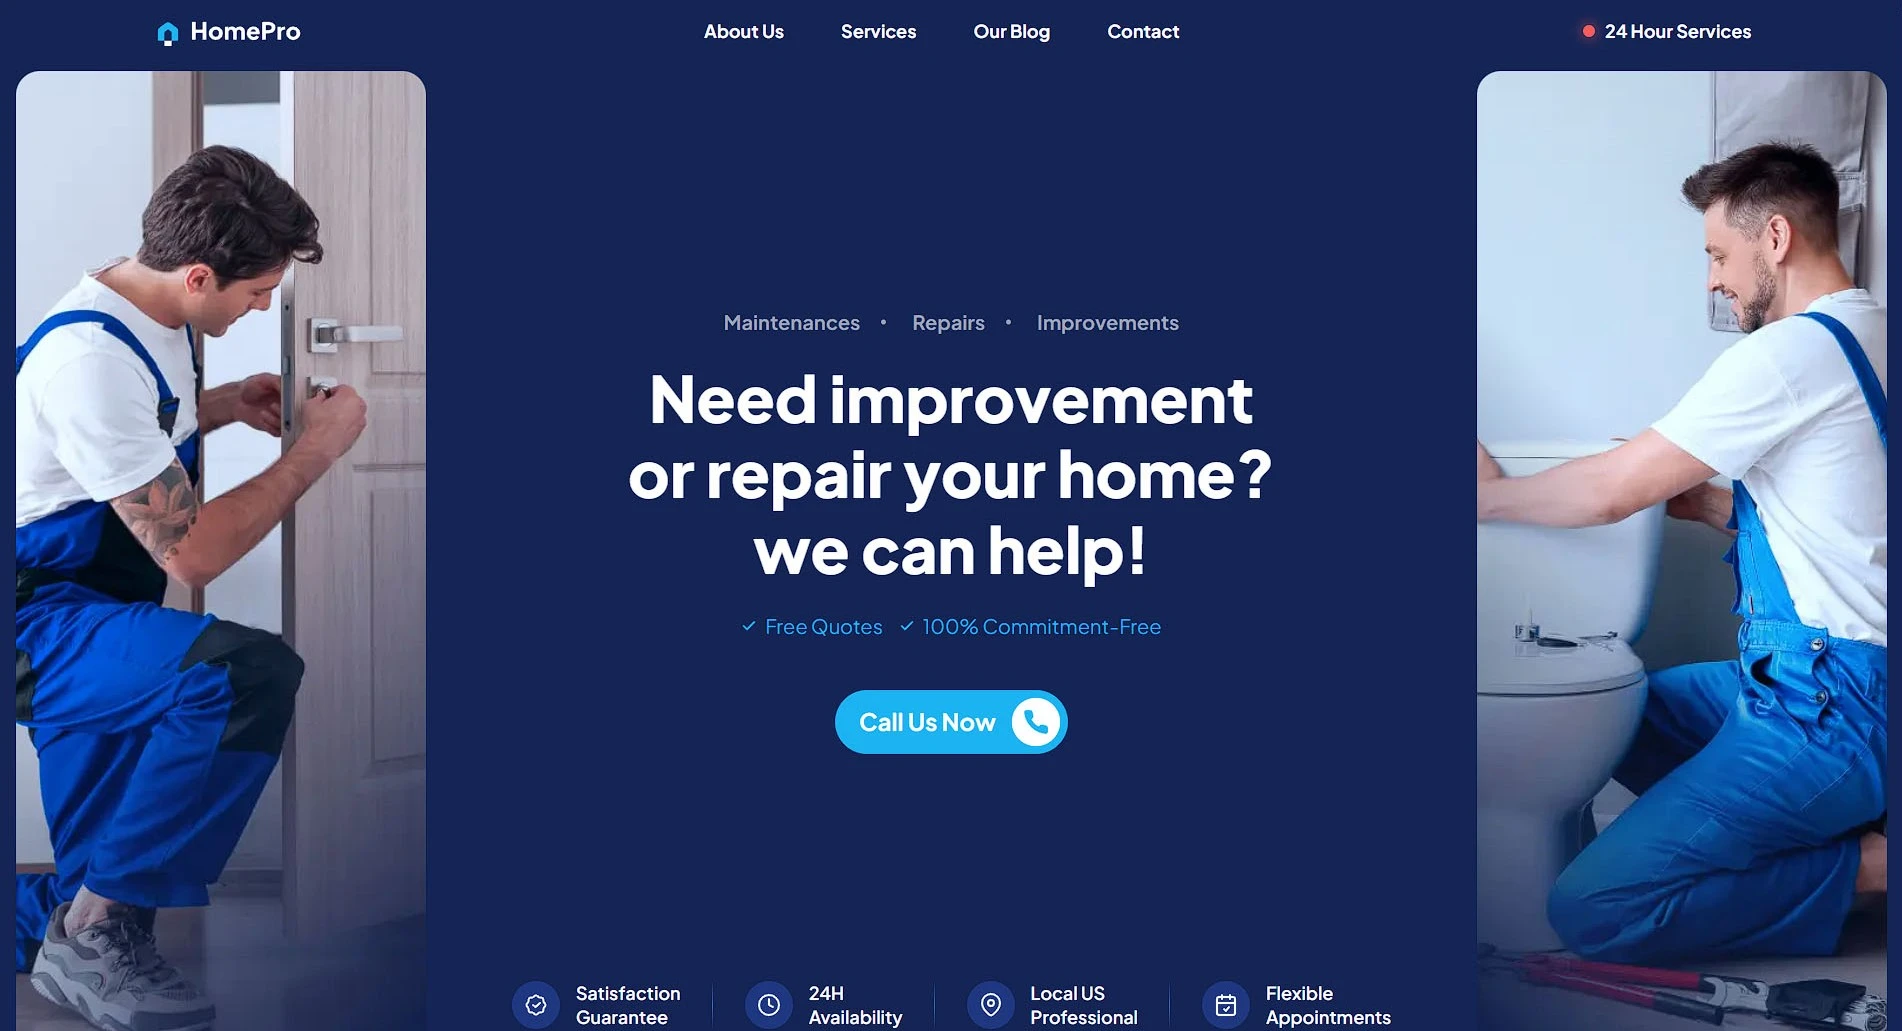 HomePro
About Us
Services
Our Blog
Contact
24 Hour Services
Maintenances • Repairs • Improvements
Need improvement
or repair your home?
we can help!
Free Quotes
100% Commitment-Free
Call Us Now
Satisfaction
Guarantee
24H
Availability
Local US
Professional
Flexible
Appointments